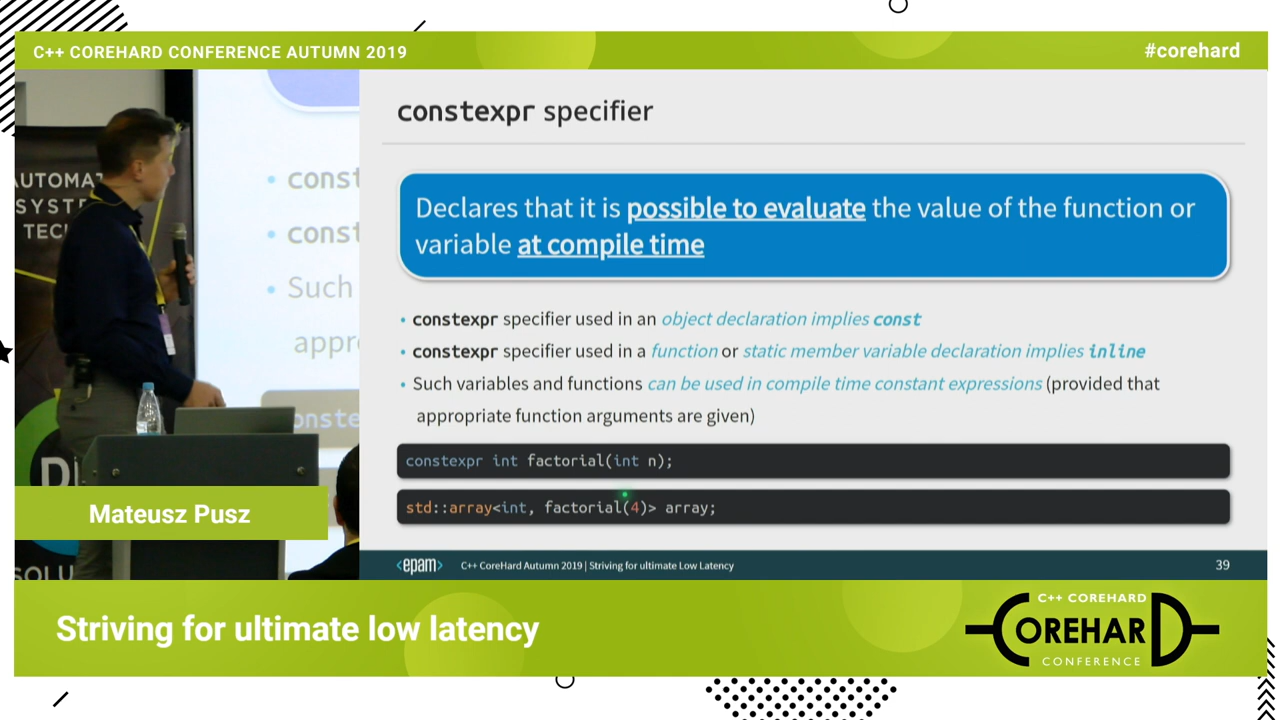 C++ COREHARD CONFERENCE AUTUMN 2019
#corehard
AUTOMA
SYSTE
TEC
const
const
Such
appr
onste
D
SOLU
constexpr specifier
Declares that it is possible to evaluate the value of the function or
variable at compile time
• constexpr specifier used in an object declaration implies const
• constexpr specifier used in a function or static member variable declaration implies inline
• Such variables and functions can be used in compile time constant expressions (provided that
appropriate function arguments are given)
constexpr int factorial(int n);
std::array<int, factorial(4)> array;
Mateusz Pusz
<epam>
C++ CoreHard Autumn 2019 | Striving for ultimate Low Latency
39
Striving for ultimate low latency
C++ COREHARD
COREHARD
CONFERENCE